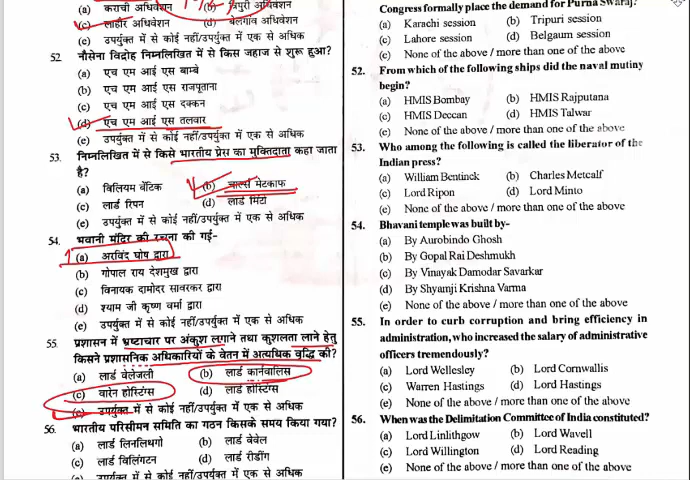 (a) कराची अधिवेशन (b) त्रिपुरी अधिवेशन
(c) लाहौर अधिवेशन (d) बेलगांव अधिवेशन
(e) उपर्युक्त में से कोई नहीं/उपर्युक्त में एक से अधिक
52. नौसेना विद्रोह निम्नलिखित में से किस जहाज से शुरू हुआ?
(a) एच एम आई एस बाम्बे
(b) एच एम आई एस राजपूताना
(c) एच एम आई एस दक्कन
(d) एच एम आई एस तलवार
(e) उपर्युक्त में से कोई नहीं/उपर्युक्त में एक से अधिक
53. निम्नलिखित में से किसे भारतीय प्रेस का मुक्तिदाता कहा जाता
है?
(a) विलियम बेंटिक (b) चार्ल्स मेटकाफ
(c) लार्ड रिपन (d) लार्ड मिंटो
(e) उपर्युक्त में से कोई नहीं/उपर्युक्त में एक से अधिक
54. भवानी मंदिर की रचना की गई-
(a) अरविंद घोष द्वारा
(b) गोपाल राय देशमुख द्वारा
(c) विनायक दामोदर सावरकर द्वारा
(d) श्याम जी कृष्ण वर्मा द्वारा
(e) उपर्युक्त में से कोई नहीं/उपर्युक्त में एक से अधिक
55. प्रशासन में भ्रष्टाचार पर अंकुश लगाने तथा कुशलता लाने हेतु
किसने प्रशासनिक अधिकारियों के वेतन में अत्यधिक वृद्धि की?
(a) लार्ड वेलेजली (b) लार्ड कार्नवालिस
(c) वारेन हेस्टिंग्स (d) लार्ड हेस्टिंग्स
(e) उपर्युक्त में से कोई नहीं/उपर्युक्त में एक से अधिक
56. भारतीय परिसीमन समिति का गठन किसके समय किया गया?
(a) लार्ड लिनलिथगो (b) लार्ड वेवेल
(c) लार्ड विलिंगटन (d) लार्ड रीडींग
(e) उपर्युक्त में से कोई नहीं/उपर्युक्त में एक से अधिक
Congress formally place the demand for Purna Swaraj?
(a) Karachi session (b) Tripuri session
(c) Lahore session (d) Belgaum session
(e) None of the above / more than one of the above
52. From which of the following ships did the naval mutiny
begin?
(a) HMIS Bombay (b) HMIS Rajputana
(c) HMIS Deccan (d) HMIS Talwar
(e) None of the above / more than one of the above
53. Who among the following is called the liberator of the
Indian press?
(a) William Bentinck (b) Charles Metcalf
(c) Lord Ripon (d) Lord Minto
(e) None of the above / more than one of the above
54. Bhavani temple was built by-
(a) By Aurobindo Ghosh
(b) By Gopal Rai Deshmukh
(c) By Vinayak Damodar Savarkar
(d) By Shyamji Krishna Varma
(e) None of the above / more than one of the above
55. In order to curb corruption and bring efficiency in
administration, who increased the salary of administrative
officers tremendously?
(a) Lord Wellesley (b) Lord Cornwallis
(c) Warren Hastings (d) Lord Hastings
(e) None of the above / more than one of the above
56. When was the Delimitation Committee of India constituted?
(a) Lord Linlithgow (b) Lord Wavell
(c) Lord Willington (d) Lord Reading
(e) None of the above / more than one of the above